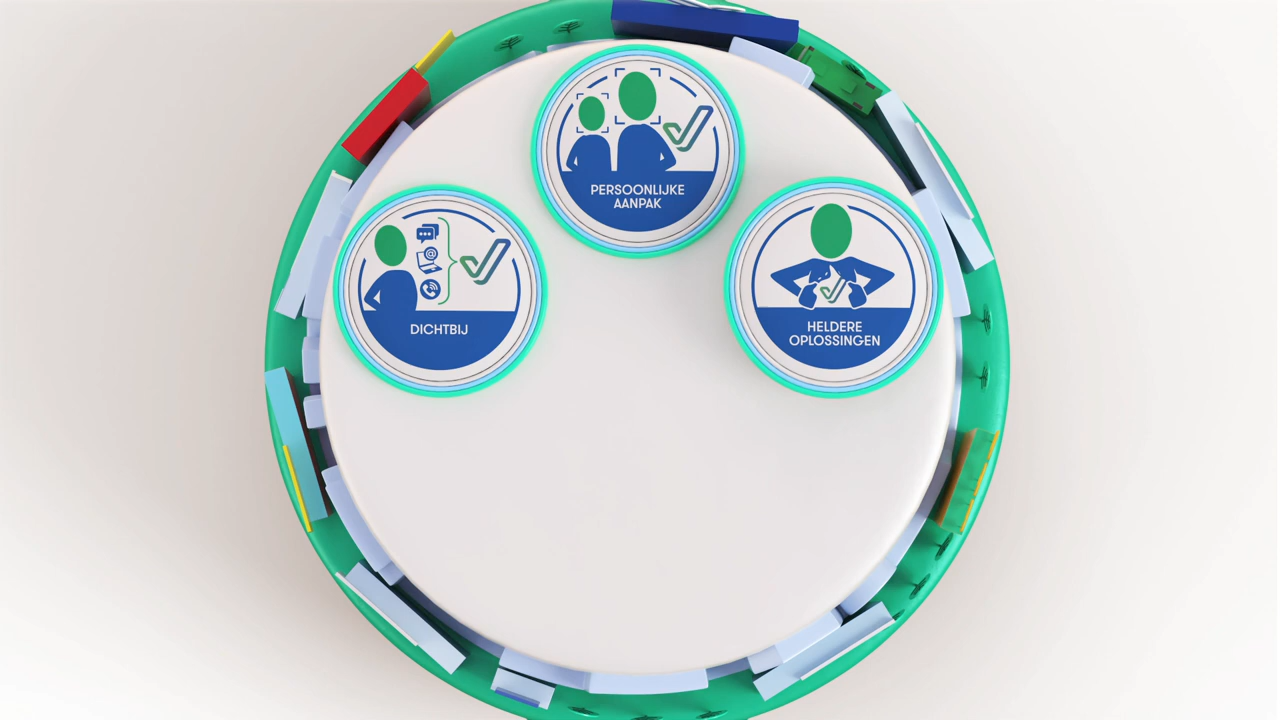 PERSOONLIJKE
AANPAK
DICHTBIJ
HELDERE
OPLOSSINGEN